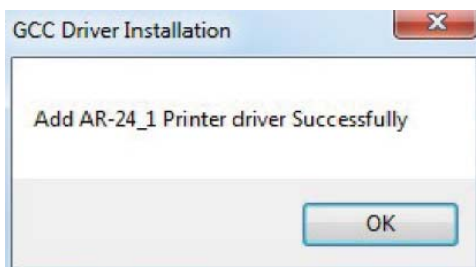 GCC Driver Installation
Add AR-24_1 Printer driver Successfully
OK